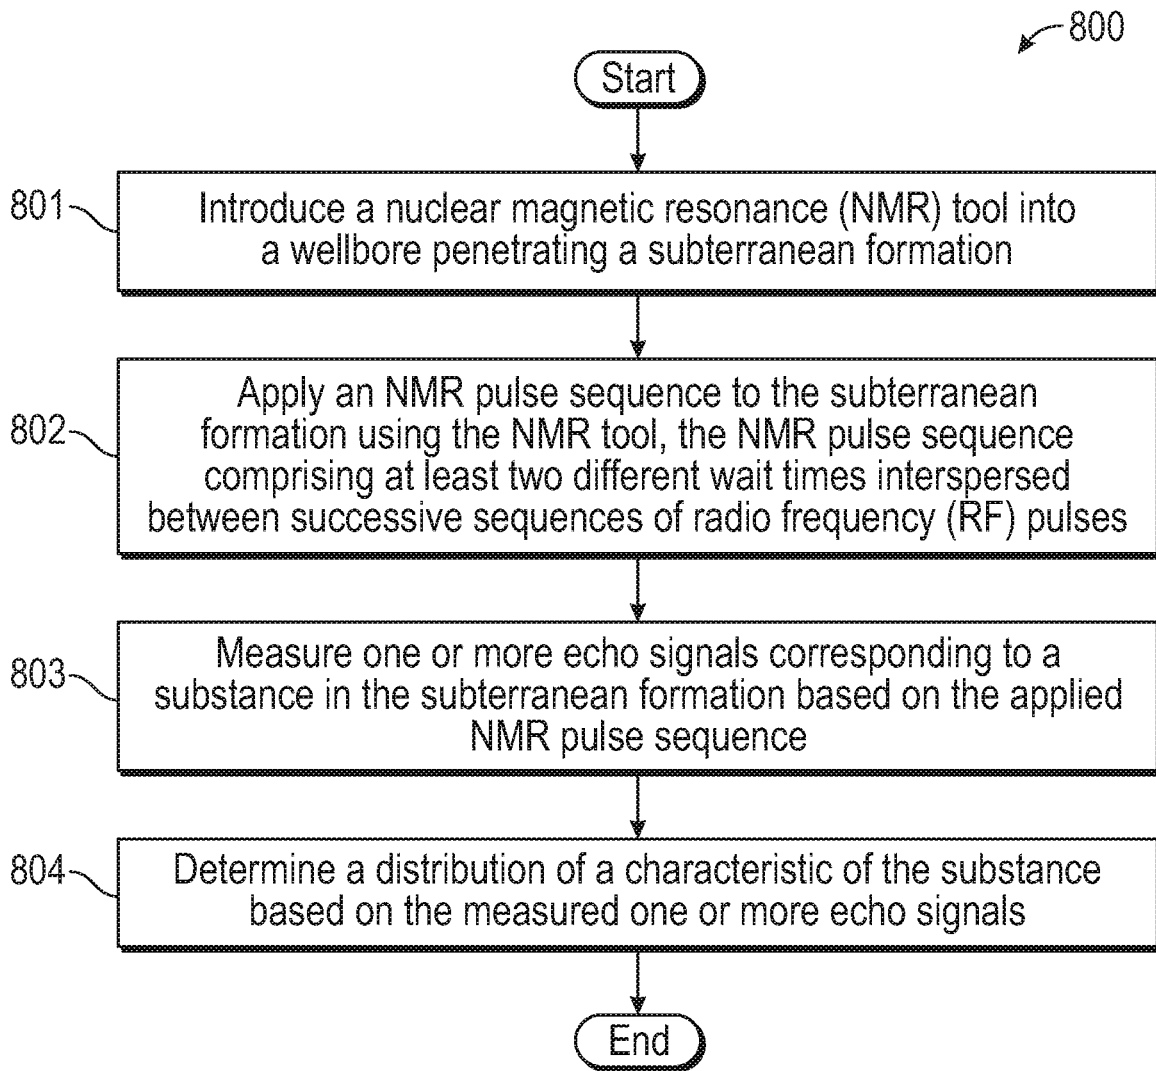 800
Start
801
Introduce a nuclear magnetic resonance (NMR) tool into
a wellbore penetrating a subterranean formation
802
Apply an NMR pulse sequence to the subterranean
formation using the NMR tool, the NMR pulse sequence
comprising at least two different wait times interspersed
between successive sequences of radio frequency (RF) pulses
803
Measure one or more echo signals corresponding to a
substance in the subterranean formation based on the applied
NMR pulse sequence
804
Determine a distribution of a characteristic of the substance
based on the measured one or more echo signals
End